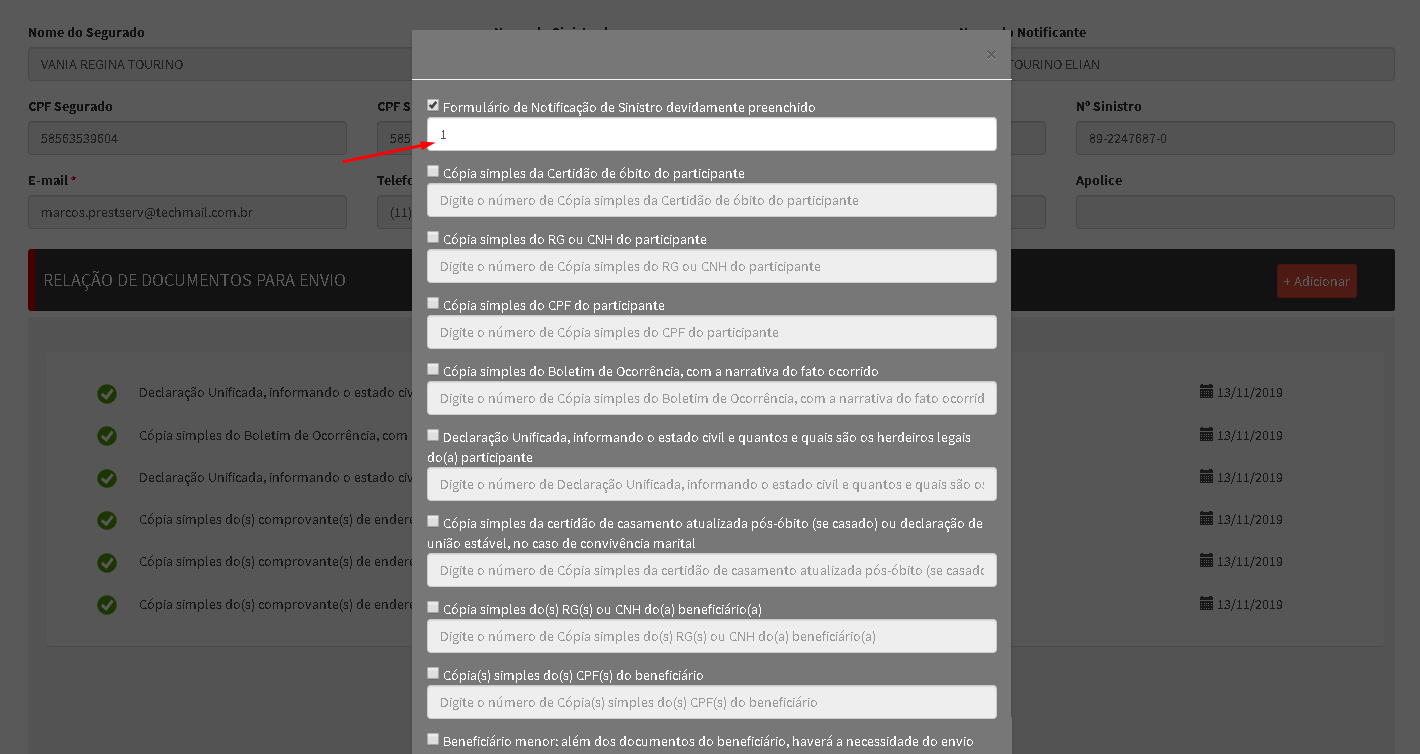 Nome do Segurado
do Notificante
VANIA REGINA TOURINO
TOURINO ELIAN
×
CPF Segurado
CPF S
Nº Sinistro
58563539604
585
89-2247687-0
E-mail *
Telefo
Apolice
marcos.prestserv@techmail.com.br
(11)
RELAÇÃO DE DOCUMENTOS PARA ENVIO
+ Adicionar
Declaração Unificada, informando o estado civ
13/11/2019
Cópia simples do Boletim de Ocorrência, com
13/11/2019
Declaração Unificada, informando o estado civ
13/11/2019
Cópia simples do(s) comprovante(s) de endere
13/11/2019
Cópia simples do(s) comprovante(s) de endere
13/11/2019
Cópia simples do(s) comprovante(s) de endere
13/11/2019
Formulário de Notificação de Sinistro devidamente preenchido
1
Cópia simples da Certidão de óbito do participante
Digite o número de Cópia simples da Certidão de óbito do participante
Cópia simples do RG ou CNH do participante
Digite o número de Cópia simples do RG ou CNH do participante
Cópia simples do CPF do participante
Digite o número de Cópia simples do CPF do participante
Cópia simples do Boletim de Ocorrência, com a narrativa do fato ocorrido
Digite o número de Cópia simples do Boletim de Ocorrência, com a narrativa do fato ocorrid
Declaração Unificada, informando o estado civil e quantos e quais são os herdeiros legais
do(a) participante
Digite o número de Declaração Unificada, informando o estado civil e quantos e quais são os
Cópia simples da certidão de casamento atualizada pós-óbito (se casado) ou declaração de
união estável, no caso de convivência marital
Digite o número de Cópia simples da certidão de casamento atualizada pós-óbito (se casado
Cópia simples do(s) RG(s) ou CNH do(a) beneficiário(a)
Digite o número de Cópia simples do(s) RG(s) ou CNH do(a) beneficiário(a)
Cópia(s) simples do(s) CPF(s) do beneficiário
Digite o número de Cópia(s) simples do(s) CPF(s) do beneficiário
Beneficiário menor: além dos documentos do beneficiário, haverá a necessidade do envio